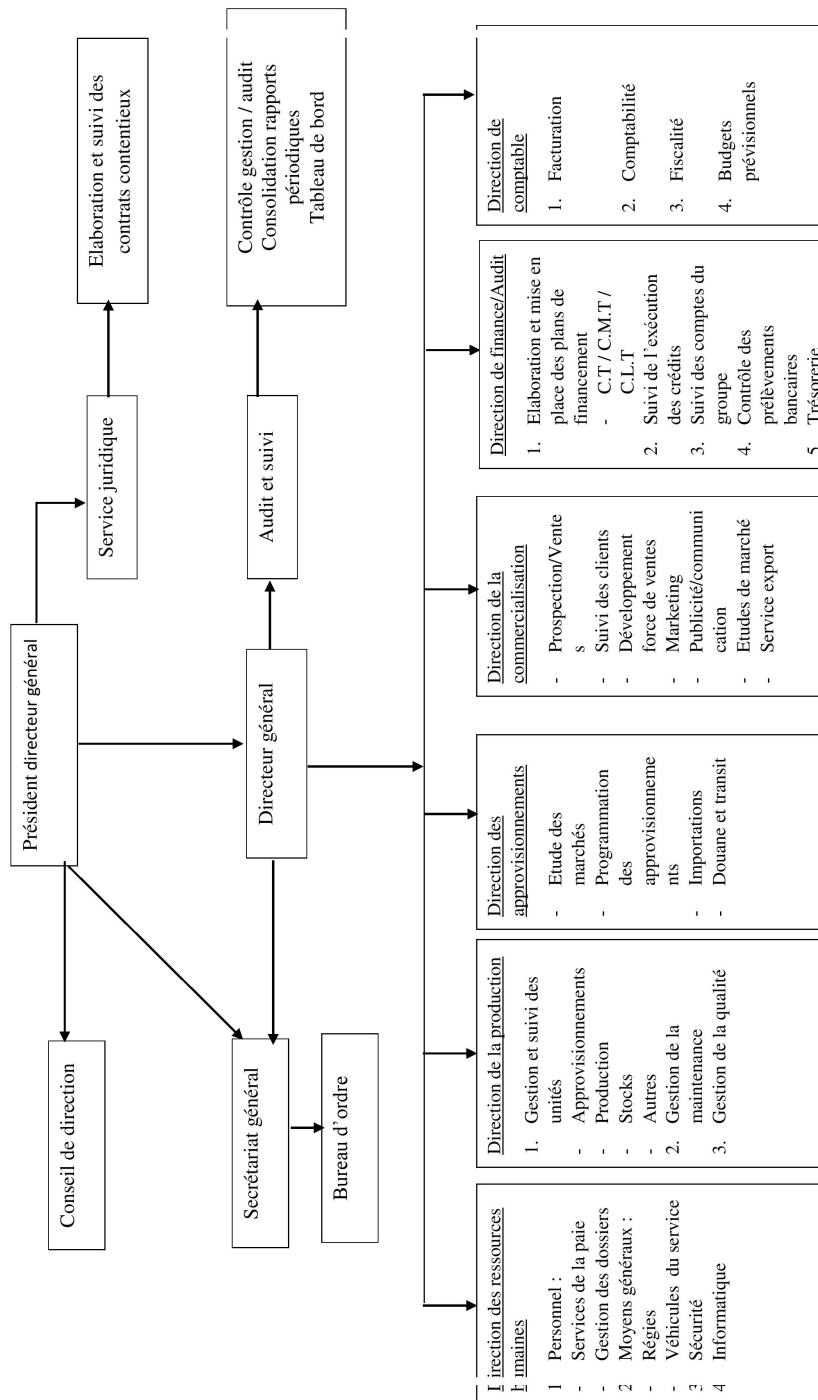 Président directeur général
Service juridique
Elaboration et suivi des
contrats contentieux
Conseil de direction
Secrétariat général
Directeur général
Audit et suivi
Contrôle gestion / audit
Consolidation rapports
périodiques
Tableau de bord
Bureau d’ordre
irection des ressources
maines
1 Personnel :
- Services de la paie
- Gestion des dossiers
2 Moyens généraux :
- Régies
- Véhicules du service
3 Sécurité
4 Informatique
Direction de la production
1. Gestion et suivi des
unités
- Approvisionnements
- Production
- Stocks
- Autres
2. Gestion de la
maintenance
3. Gestion de la qualité
Direction des
approvisionnements
- Etude des
marchés
- Programmation
des
approvisionneme
nts
- Importations
- Douane et transit
Direction de la
commercialisation
- Prospection/Vente
s
- Suivi des clients
- Développement
force de ventes
- Marketing
- Publicité/communi
cation
- Etudes de marché
- Service export
Direction de finance/Audit
1. Elaboration et mise en
place des plans de
financement
- C.T / C.M.T /
C.L.T
2. Suivi de l’exécution
des crédits
3. Suivi des comptes du
groupe
4. Contrôle des
prélèvements
bancaires
5 Trésorerie
Direction de
comptable
1. Facturation
2. Comptabilité
3. Fiscalité
4. Budgets
prévisionnels